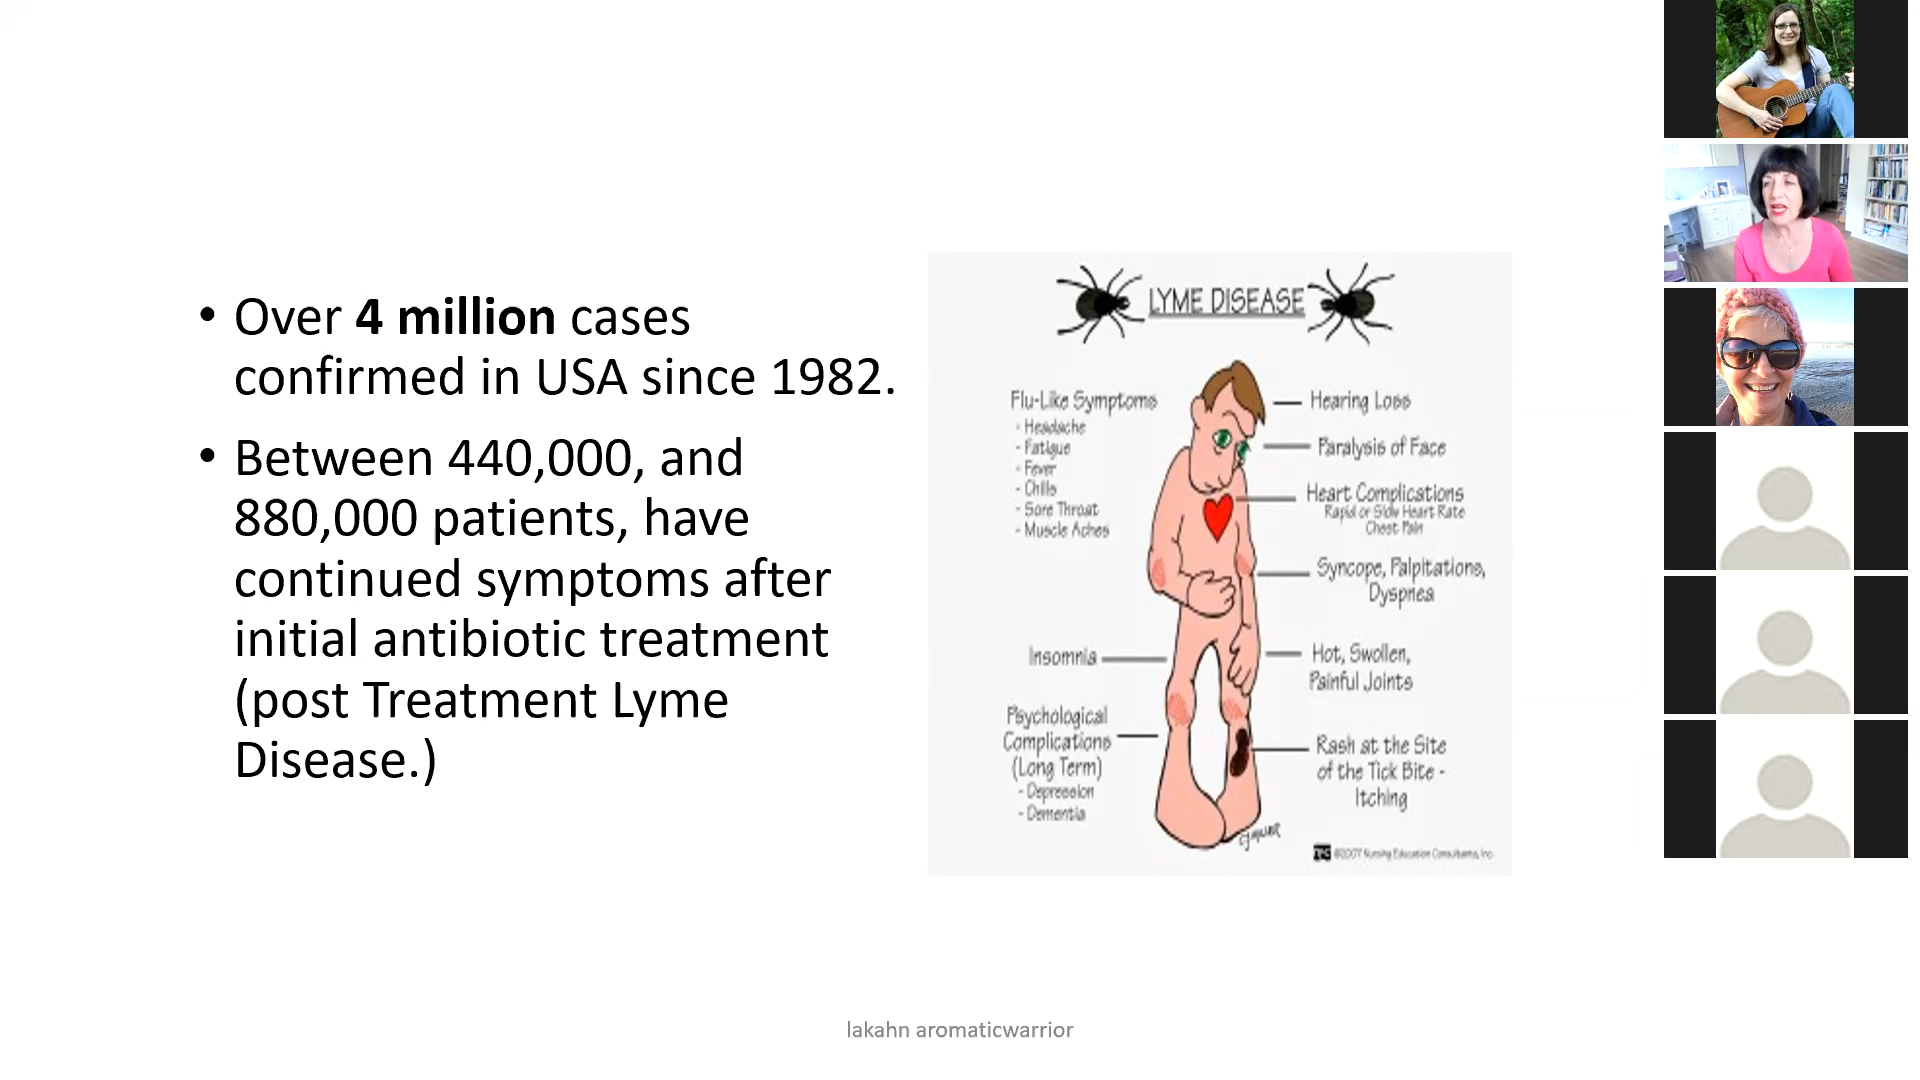 • Over 4 million cases
confirmed in USA since 1982.
• Between 440,000, and
880,000 patients, have
continued symptoms after
initial antibiotic treatment
(post Treatment Lyme
Disease.)
LYME DISEASE
Flu-Like Symptoms
- Headache
- Fatigue
- Fever
- Chills
- Sore Throat
- Muscle Aches
Insomnia
Psychological
Complications
(Long Term)
- Depression
- Dementia
Hearing Loss
Paralysis of Face
Heart Complications
Rapid or Slow Heart Rate
Chest Pain
Syncope, Palpitations,
Dyspnea
Hot, Swollen,
Painful Joints
Rash at the Site
of the Tick Bite -
Itching
©2007 Nursing Education Consultants, Inc.
lakahn aromaticwarrior